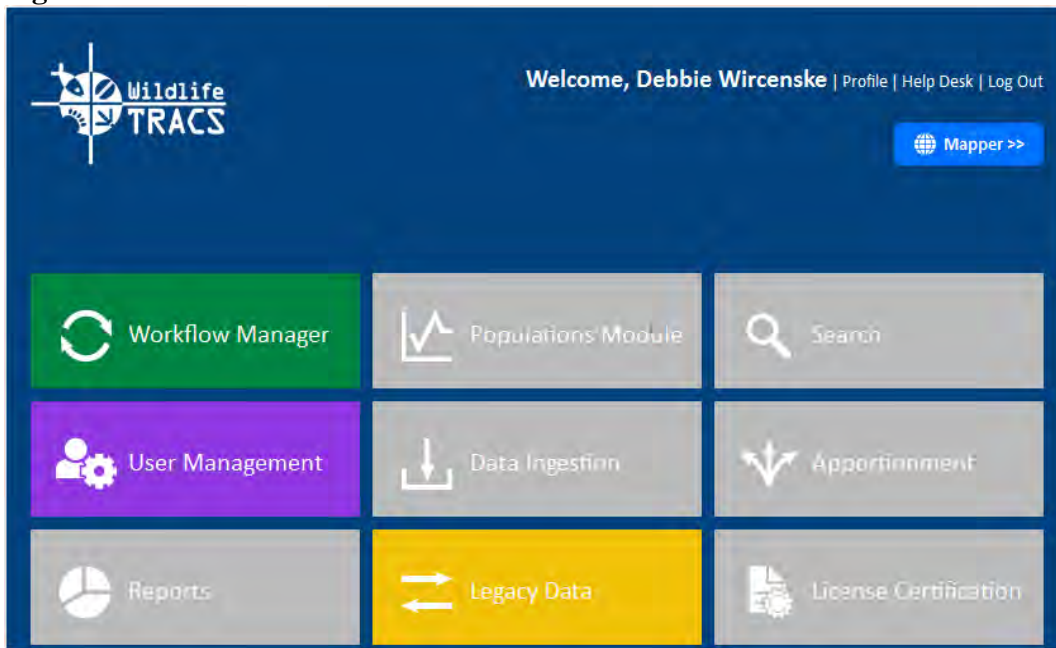 Wildlife
TRACS
Welcome, Debbie Wircenske | Profile | Help Desk | Log Out
Mapper >>
Workflow Manager
Populations Module
Search
User Management
Data Ingestion
Apportionment
Reports
Legacy Data
License Certification